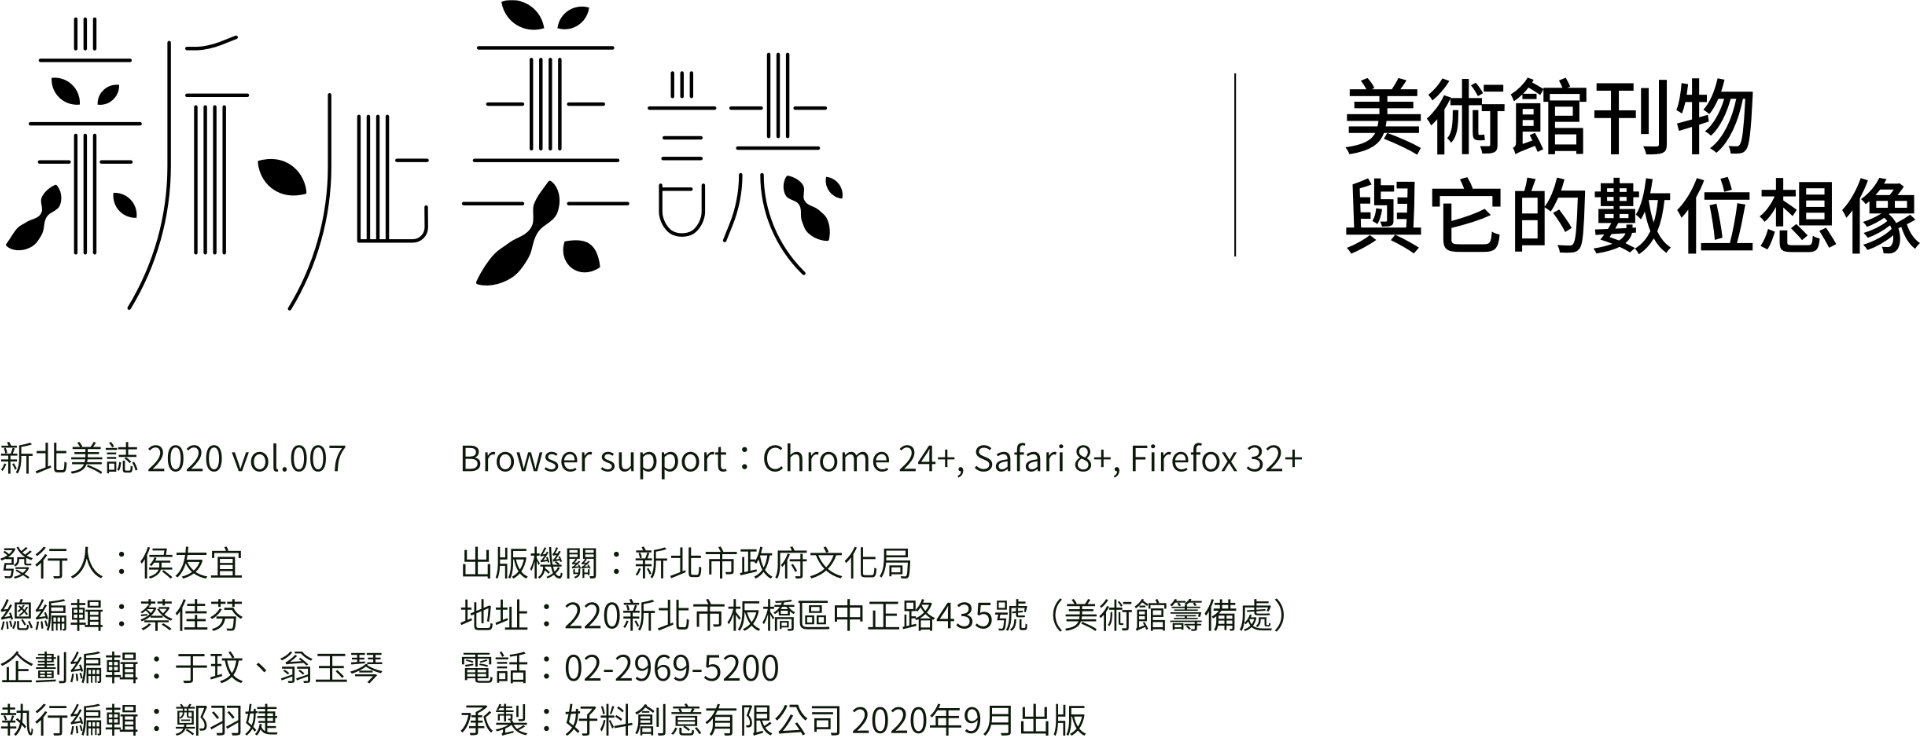 新北美誌
美術館刊物
與它的數位想像
新北美誌 2020 vol.007
Browser support：Chrome 24+, Safari 8+, Firefox 32+
發行人：侯友宜
總編輯：蔡佳芬
企劃編輯：于玟、翁玉琴
執行編輯：鄭羽婕
出版機關：新北市政府文化局
地址：220新北市板橋區中正路435號（美術館籌備處）
電話：02-2969-5200
承製：好料創意有限公司 2020年9月出版